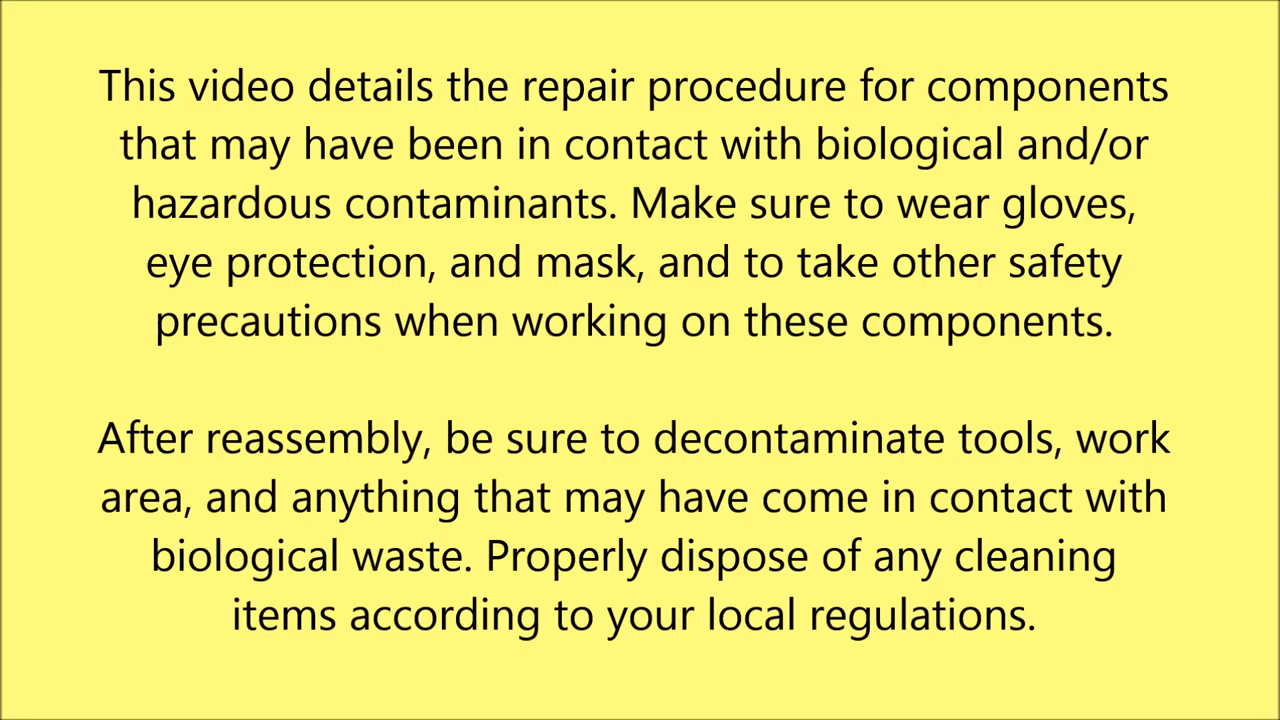 This video details the repair procedure for components
that may have been in contact with biological and/or
hazardous contaminants. Make sure to wear gloves,
eye protection, and mask, and to take other safety
precautions when working on these components.
After reassembly, be sure to decontaminate tools, work
area, and anything that may have come in contact with
biological waste. Properly dispose of any cleaning
items according to your local regulations.